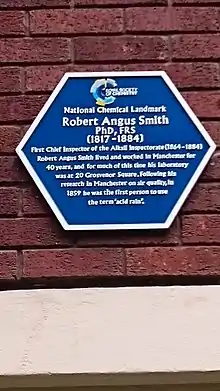 ROYAL SOCIETY
OF CHEMISTRY
National Chemical Landmark
Robert Angus Smith
PhD, FRS
(1817-1884)
First Chief Inspector of the Alkali Inspectorate (1864-1884)
Robert Angus Smith lived and worked in Manchester for
40 years, and for much of this time his laboratory
was at 20 Grosvenor Square. Following his
research in Manchester on air quality, in
1859 he was the first person to use
the term "acid rain".